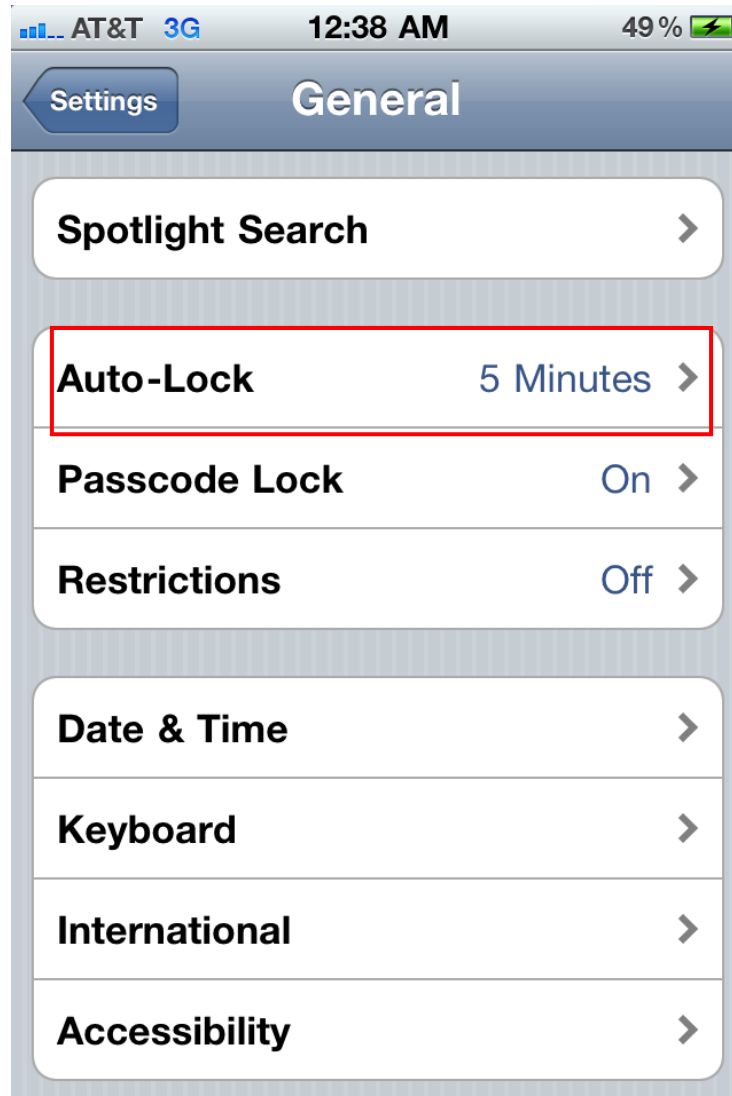 AT&T 3G 12:38 AM 49%
Settings General
Spotlight Search
Auto-Lock 5 Minutes
Passcode Lock On
Restrictions Off
Date & Time
Keyboard
International
Accessibility